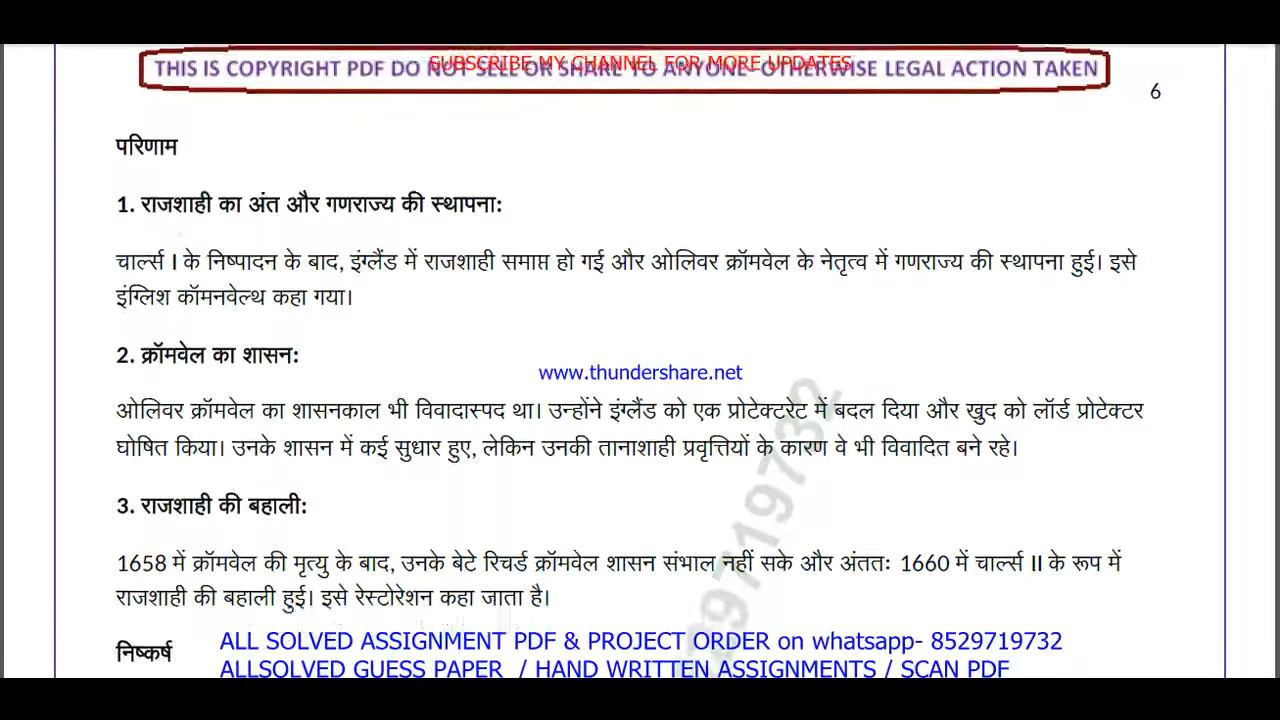 SUBSCRIBE MY CHANNEL FOR MORE UPDATES
THIS IS COPYRIGHT PDF DO NOT SELL OR SHARE TO ANYONE OTHERWISE LEGAL ACTION TAKEN
6
परिणाम
1. राजशाही का अंत और गणराज्य की स्थापना:
चार्ल्स I के निष्पादन के बाद, इंग्लैंड में राजशाही समाप्त हो गई और ओलिवर क्रॉमवेल के नेतृत्व में गणराज्य की स्थापना हुई। इसे
इंग्लिश कॉमनवेल्थ कहा गया।
2. क्रॉमवेल का शासन:
www.thundershare.net
ओलिवर क्रॉमवेल का शासनकाल भी विवादास्पद था। उन्होंने इंग्लैंड को एक प्रोटेक्टरेट में बदल दिया और खुद को लॉर्ड प्रोटेक्टर
घोषित किया। उनके शासन में कई सुधार हुए, लेकिन उनकी तानाशाही प्रवृत्तियों के कारण वे भी विवादित बने रहे।
3. राजशाही की बहाली:
1658 में क्रॉमवेल की मृत्यु के बाद, उनके बेटे रिचर्ड क्रॉमवेल शासन संभाल नहीं सके और अंततः 1660 में चार्ल्स II के रूप में
राजशाही की बहाली हुई। इसे रेस्टोरेशन कहा जाता है।
निष्कर्ष
ALL SOLVED ASSIGNMENT PDF & PROJECT ORDER on whatsapp- 8529719732
ALLSOLVED GUESS PAPER / HAND WRITTEN ASSIGNMENTS / SCAN PDF